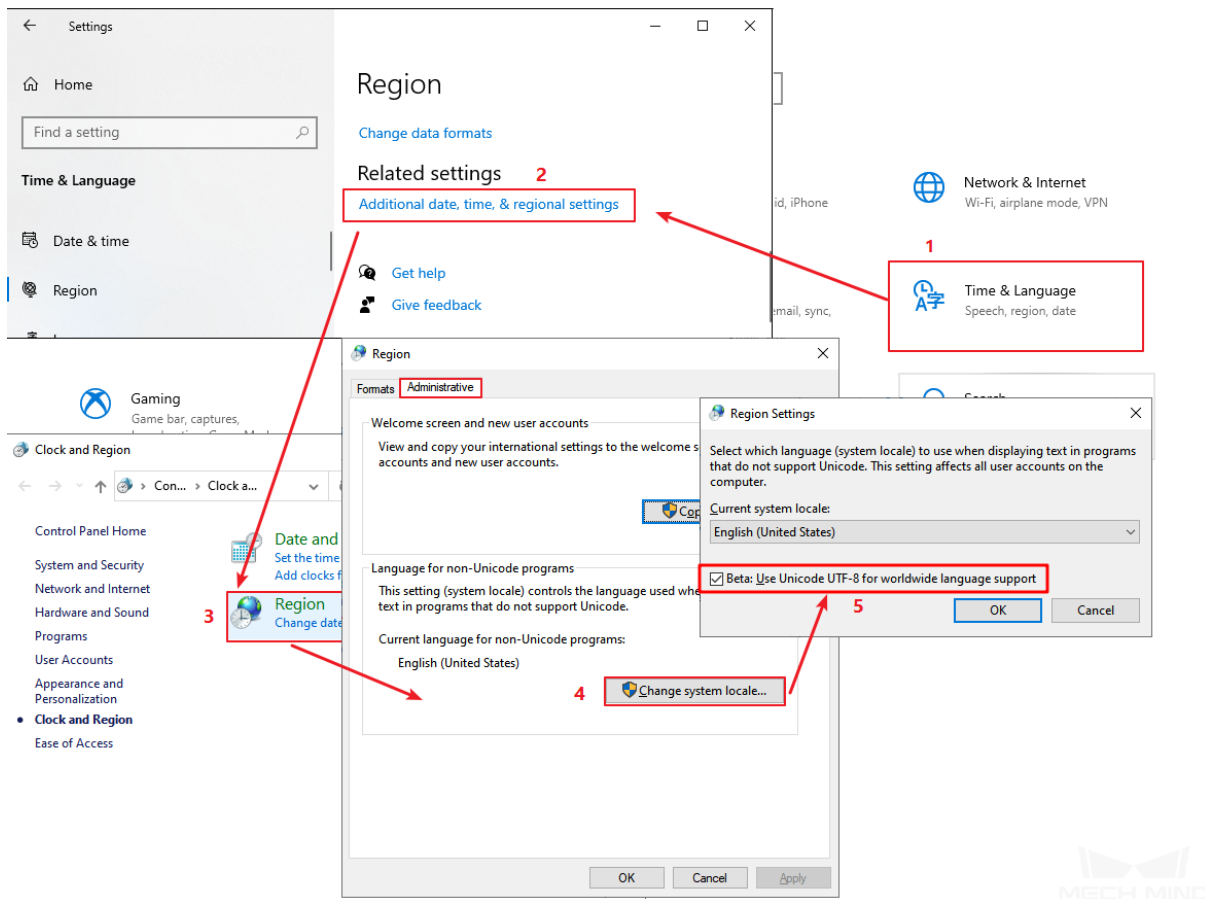 Settings
Home
Find a setting
Time & Language
Date & time
Region
Region
Change data formats
Related settings
2
Additional date, time, & regional settings
Get help
Give feedback
id, iPhone
email, sync,
Network & Internet
Wi-Fi, airplane mode, VPN
1
Time & Language
Speech, region, date
Search
Gaming
Game bar, captures,
Clock and Region
Con... › Clock a...
Control Panel Home
System and Security
Network and Internet
Hardware and Sound
Programs
User Accounts
Appearance and
Personalization
Clock and Region
Ease of Access
Date and
Set the time
Add clocks f
3
Region
Change date
Region
Formats
Administrative
Welcome screen and new user accounts
View and copy your international settings to the welcome s
accounts and new user accounts.
Cop
Language for non-Unicode programs
This setting (system locale) controls the language used whe
text in programs that do not support Unicode.
Current language for non-Unicode programs:
English (United States)
4
Change system locale...
OK
Cancel
Apply
Region Settings
Select which language (system locale) to use when displaying text in programs
that do not support Unicode. This setting affects all user accounts on the
computer.
Current system locale:
English (United States)
Beta: Use Unicode UTF-8 for worldwide language support
5
OK
Cancel
MECH MIND